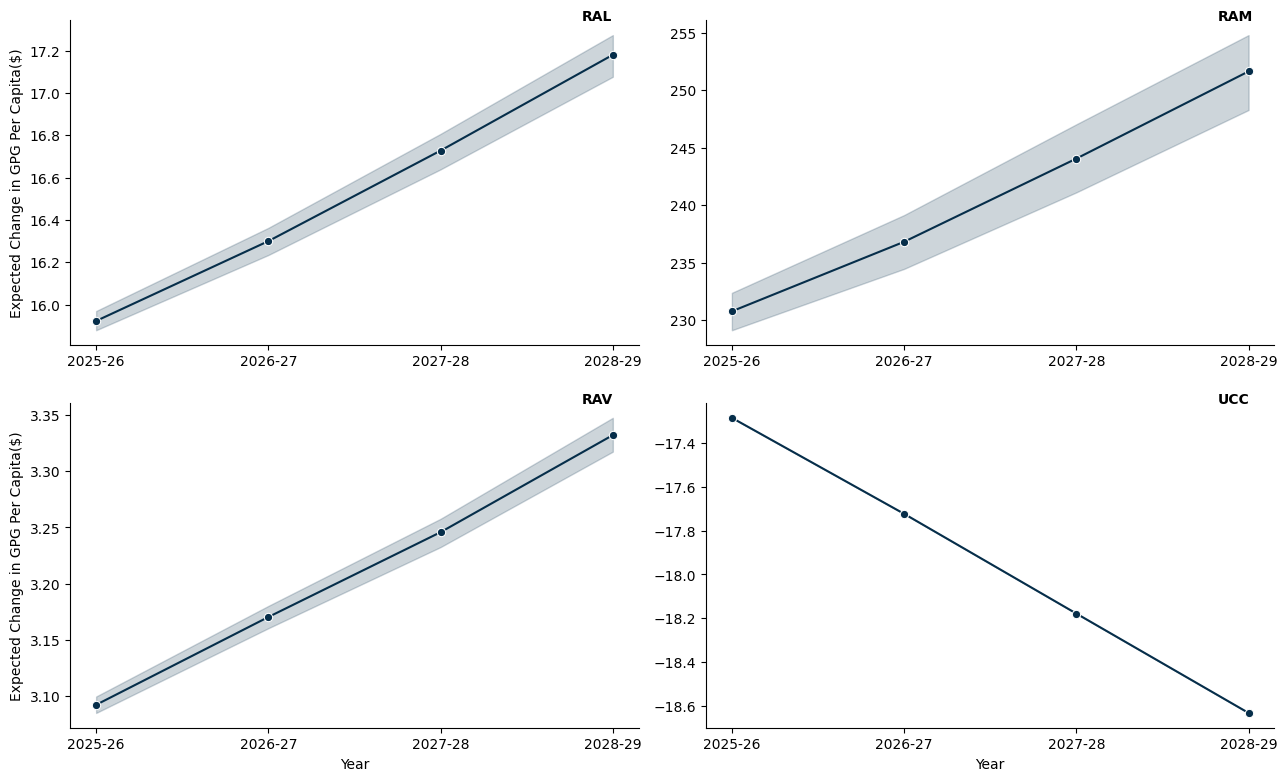 RAL
Expected Change in GPG Per Capita($)
17.2
17.0
16.8
16.6
16.4
16.2
16.0
2025-26 2026-27 2027-28 2028-29
RAM
255
250
245
240
235
230
2025-26 2026-27 2027-28 2028-29
RAV
Expected Change in GPG Per Capita($)
3.35
3.30
3.25
3.20
3.15
3.10
2025-26 2026-27 2027-28 2028-29
Year
UCC
−17.4
−17.6
−17.8
−18.0
−18.2
−18.4
−18.6
2025-26 2026-27 2027-28 2028-29
Year